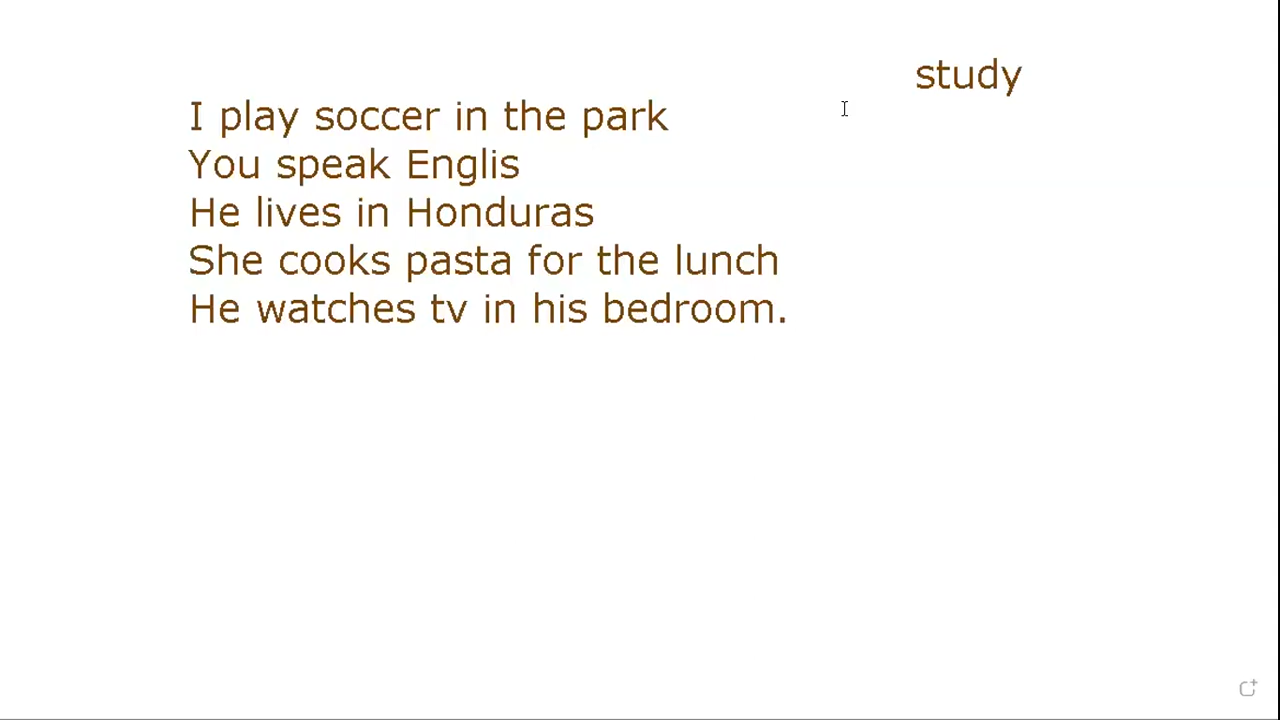 study
I play soccer in the park
You speak Englis
He lives in Honduras
She cooks pasta for the lunch
He watches tv in his bedroom.